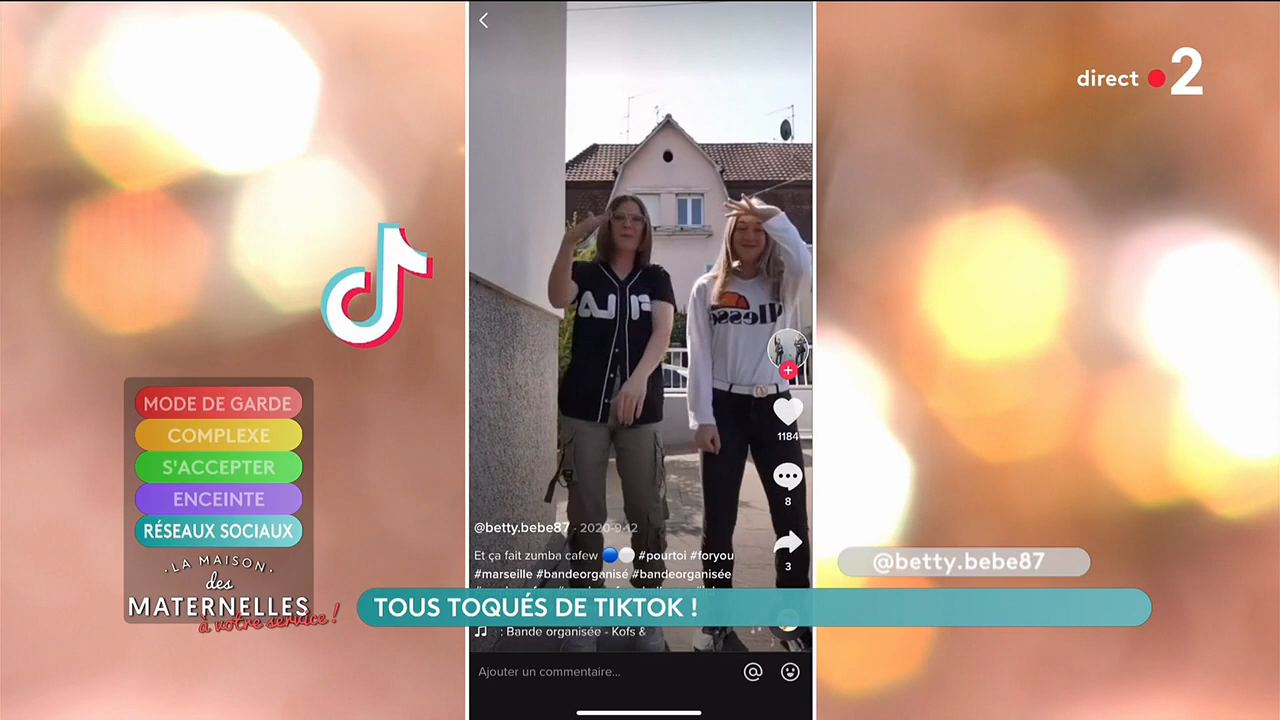 direct 2
MODE DE GARDE
COMPLEXE
S'ACCEPTER
ENCEINTE
RÉSEAUX SOCIAUX
·LA MAISON·
des
MATERNELLES
à votre service !
ellesse
1184
8
3
@betty.bebe87 · 2020-9-12
Et ça fait zumba cafew #pourtoi #foryou
#marseille #bandeorganisé #bandeorganisée
@betty.bebe87
TOUS TOQUÉS DE TIKTOK !
: Bande organisée - Kofs &
Ajouter un commentaire...